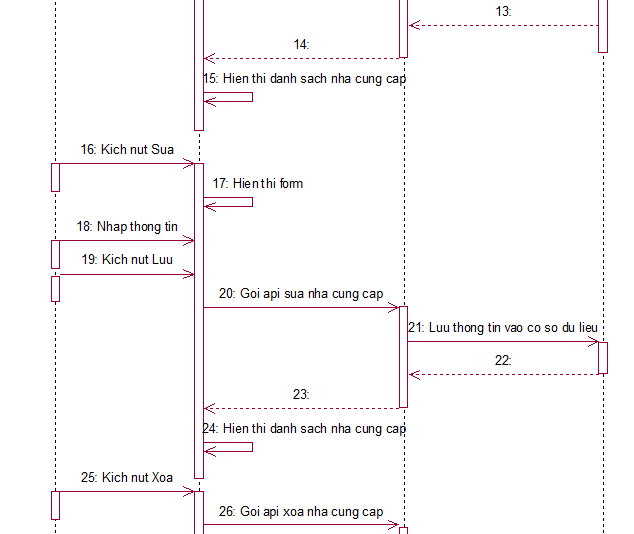 13:
14:
15: Hien thi danh sach nha cung cap
16: Kich nut Sua
17: Hien thi form
18: Nhap thong tin
19: Kich nut Luu
20: Goi api sua nha cung cap
21: Luu thong tin vao co so du lieu
22:
23:
24: Hien thi danh sach nha cung cap
25: Kich nut Xoa
26: Goi api xoa nha cung cap